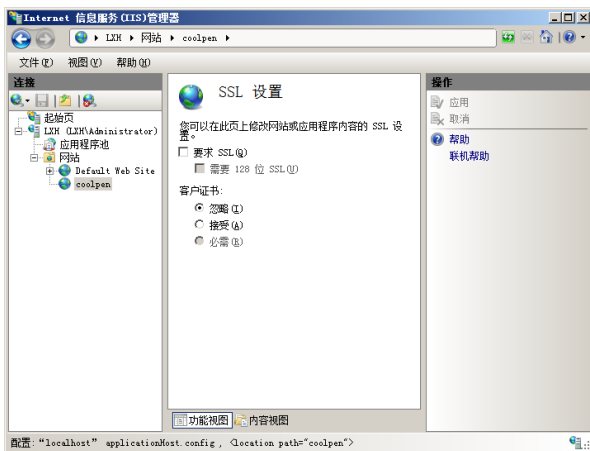 Internet 信息服务(IIS)管理器
LXH 网站 coolpen
文件(F) 视图(V) 帮助(H)
连接
起始页
LXH (LXH\Administrator)
应用程序池
网站
Default Web Site
coolpen
SSL 设置
您可以在此页上修改网站或应用程序内容的 SSL 设
置。
要求 SSL(Q)
需要 128 位 SSL(U)
客户证书:
忽略(I)
接受(A)
必需(R)
功能视图 内容视图
操作
应用
取消
帮助
联机帮助
配置:“localhost” applicationHost.config , <location path="coolpen">